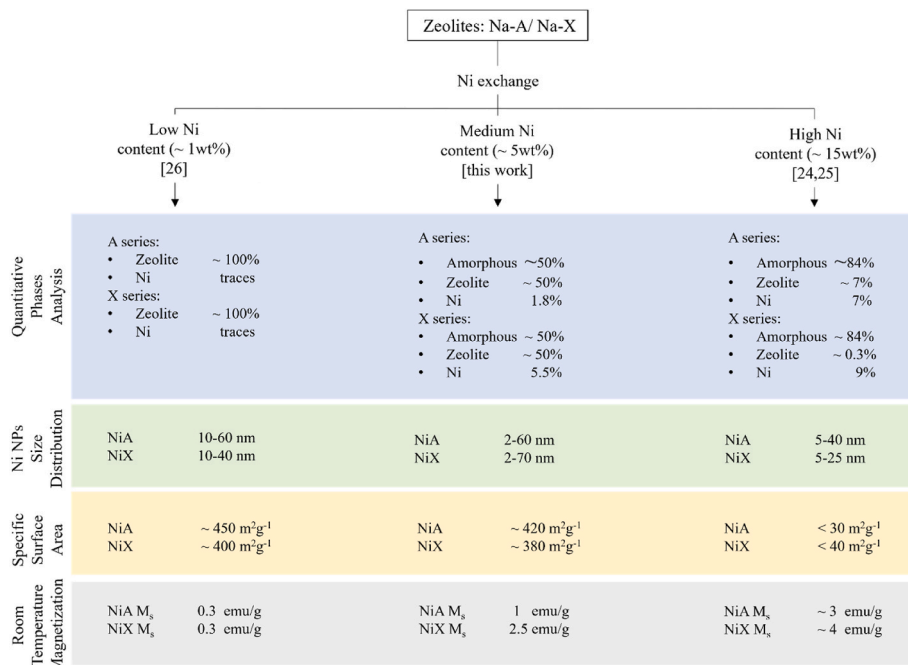 Zeolites: Na-A/ Na-X
Ni exchange
Low Ni
content (~ 1wt%)
[26]
Medium Ni
content (~ 5wt%)
[this work]
High Ni
content (~ 15wt%)
[24,25]
Quantitative
Phases
Analysis
A series:
• Zeolite ~ 100%
• Ni traces
X series:
• Zeolite ~ 100%
• Ni traces
A series:
• Amorphous ~50%
• Zeolite ~ 50%
• Ni 1.8%
X series:
• Amorphous ~ 50%
• Zeolite ~ 50%
• Ni 5.5%
A series:
• Amorphous ~84%
• Zeolite ~ 7%
• Ni 7%
X series:
• Amorphous ~ 84%
• Zeolite ~ 0.3%
• Ni 9%
Ni NPs
Size
Distribution
NiA 10-60 nm
NiX 10-40 nm
NiA 2-60 nm
NiX 2-70 nm
NiA 5-40 nm
NiX 5-25 nm
Specific
Surface
Area
NiA ~ 450 m²g⁻¹
NiX ~ 400 m²g⁻¹
NiA ~ 420 m²g⁻¹
NiX ~ 380 m²g⁻¹
NiA < 30 m²g⁻¹
NiX < 40 m²g⁻¹
Room
Temperature
Magnetization
NiA Mₛ 0.3 emu/g
NiX Mₛ 0.3 emu/g
NiA Mₛ 1 emu/g
NiX Mₛ 2.5 emu/g
NiA Mₛ ~ 3 emu/g
NiX Mₛ ~ 4 emu/g